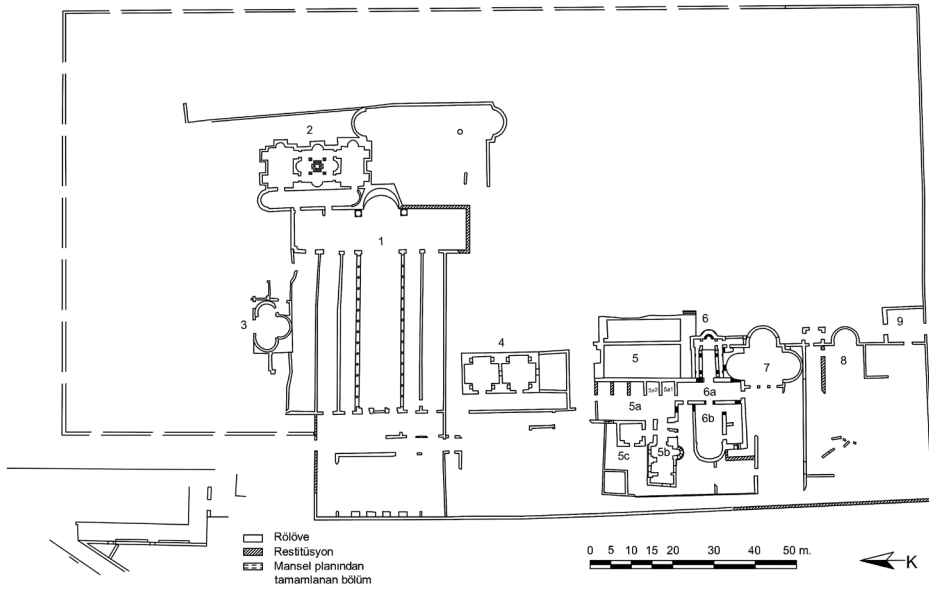 2
1
3
6
9
4
5
7
8
6a
5a2 5a1
5a
6b
5b
5c
Rölöve
Restitüsyon
Mansel planından
tamamlanan bölüm
0 5 10 15 20 30 40 50 m.
K